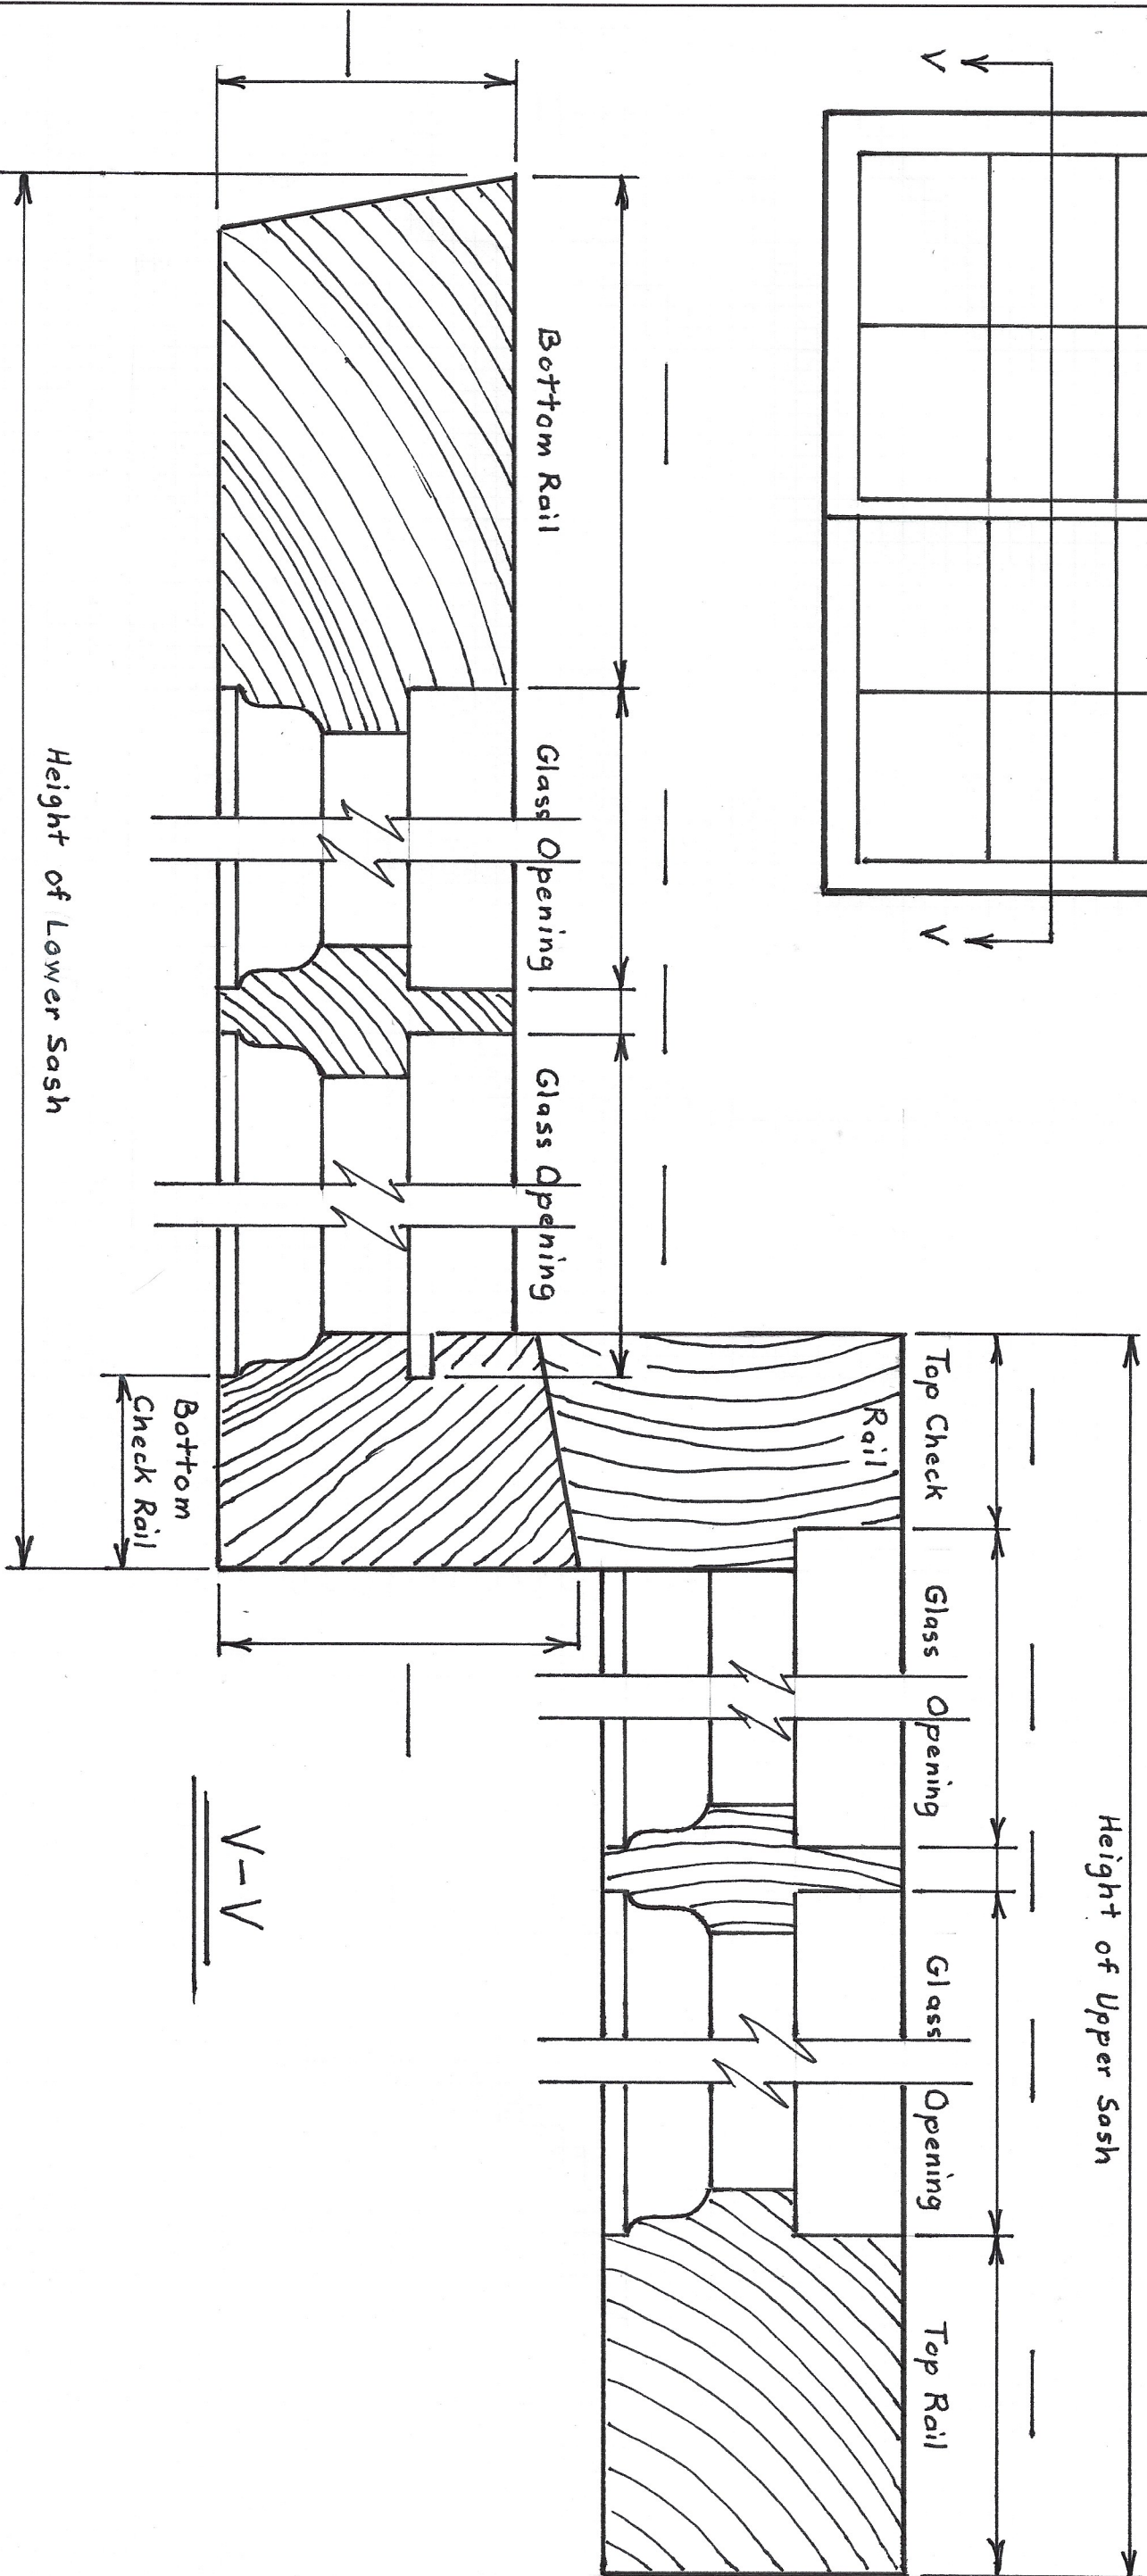 V
V
Bottom Rail
Glass Opening
Glass Opening
Height of Lower Sash
Bottom
Check Rail
Top Check
Rail
Glass Opening
Glass Opening
Top Rail
Height of Upper Sash
V-V